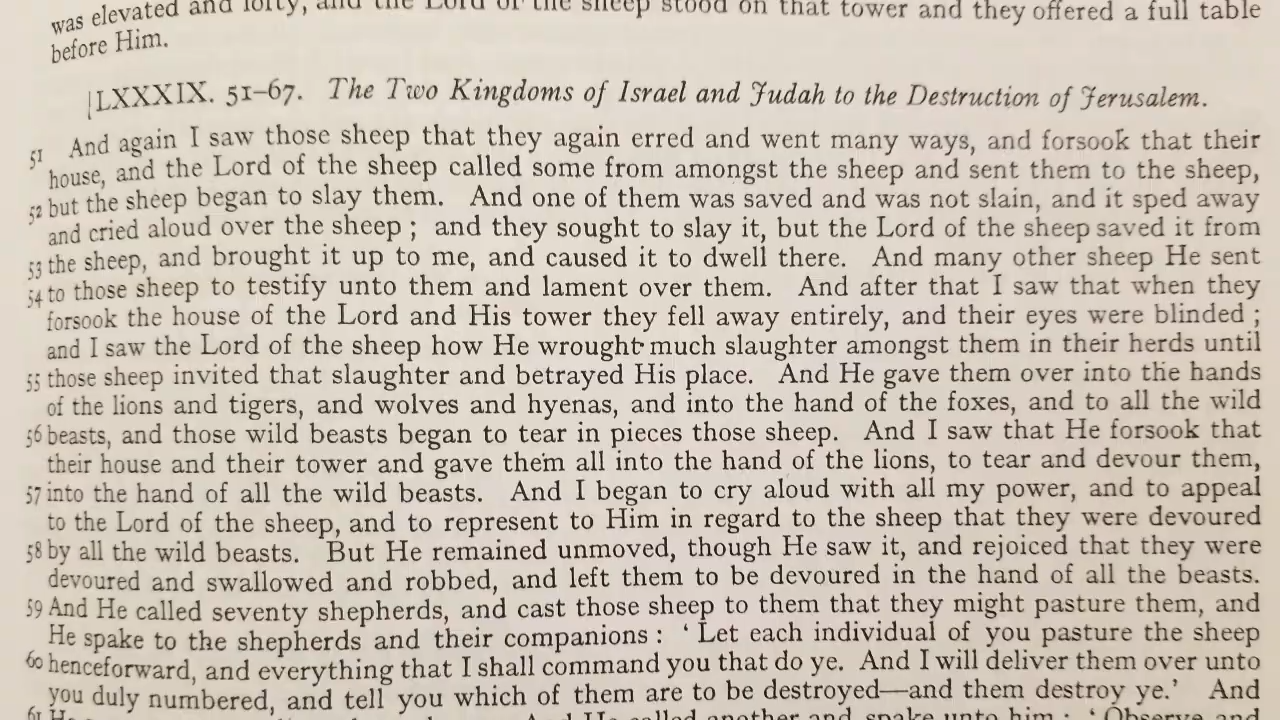 was elevated and lofty, and the Lord of the sheep stood on that tower and they offered a full table
before Him.
LXXXIX. 51–67. The Two Kingdoms of Israel and Judah to the Destruction of Jerusalem.
51 And again I saw those sheep that they again erred and went many ways, and forsook that their
house, and the Lord of the sheep called some from amongst the sheep and sent them to the sheep,
52 but the sheep began to slay them. And one of them was saved and was not slain, and it sped away
and cried aloud over the sheep ; and they sought to slay it, but the Lord of the sheep saved it from
53 the sheep, and brought it up to me, and caused it to dwell there. And many other sheep He sent
54 to those sheep to testify unto them and lament over them. And after that I saw that when they
forsook the house of the Lord and His tower they fell away entirely, and their eyes were blinded ;
and I saw the Lord of the sheep how He wrought much slaughter amongst them in their herds until
55 those sheep invited that slaughter and betrayed His place. And He gave them over into the hands
of the lions and tigers, and wolves and hyenas, and into the hand of the foxes, and to all the wild
56 beasts, and those wild beasts began to tear in pieces those sheep. And I saw that He forsook that
their house and their tower and gave them all into the hand of the lions, to tear and devour them,
57 into the hand of all the wild beasts. And I began to cry aloud with all my power, and to appeal
to the Lord of the sheep, and to represent to Him in regard to the sheep that they were devoured
58 by all the wild beasts. But He remained unmoved, though He saw it, and rejoiced that they were
devoured and swallowed and robbed, and left them to be devoured in the hand of all the beasts.
59 And He called seventy shepherds, and cast those sheep to them that they might pasture them, and
He spake to the shepherds and their companions : ‘ Let each individual of you pasture the sheep
60 henceforward, and everything that I shall command you that do ye. And I will deliver them over unto
you duly numbered, and tell you which of them are to be destroyed—and them destroy ye.’ And
61 He called another and spake unto him : ‘ Observe and